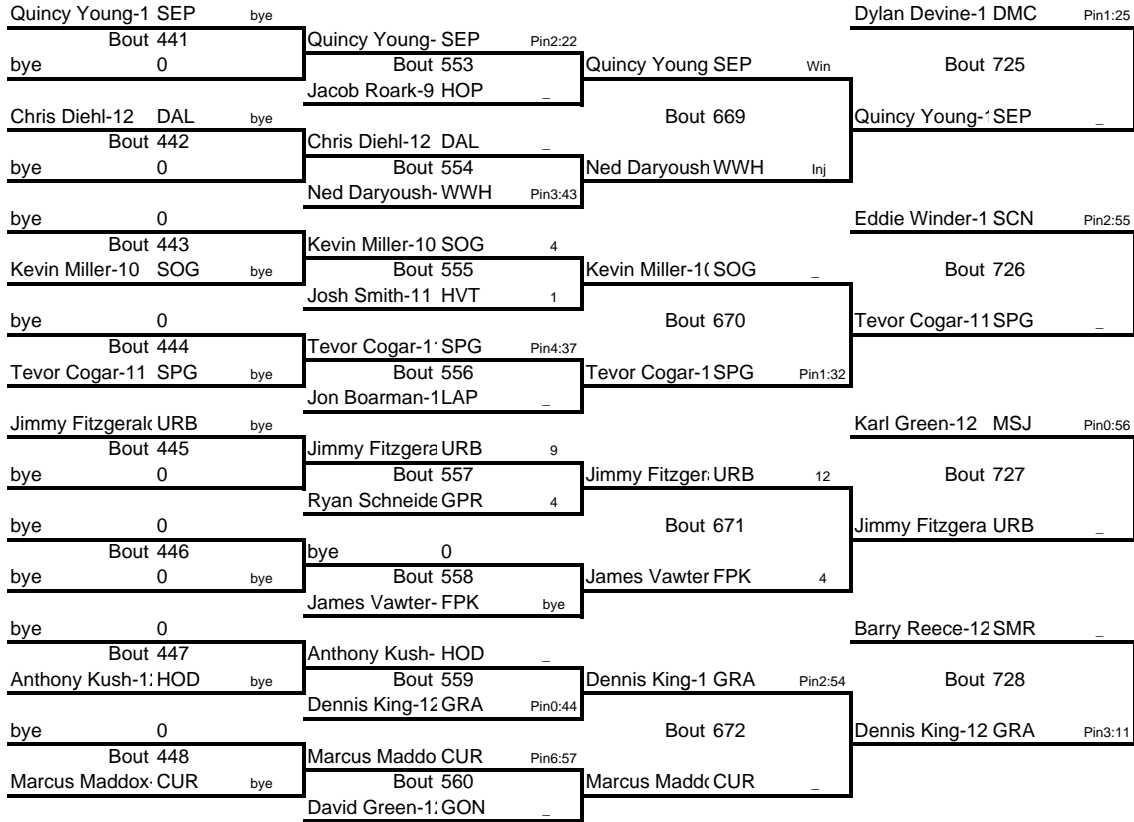 Quincy Young-1 SEP bye Dylan Devine-1 DMC Pin1:25
Bout 441 Quincy Young- SEP Pin2:22
bye 0 Bout 553 Quincy Young SEP Win Bout 725
Jacob Roark-9 HOP _
Chris Diehl-12 DAL bye Bout 669 Quincy Young-1 SEP _
Bout 442 Chris Diehl-12 DAL _
bye 0 Bout 554 Ned Daryoush WWH Inj
Ned Daryoush- WWH Pin3:43
bye 0 Eddie Winder-1 SCN Pin2:55
Bout 443 Kevin Miller-10 SOG 4
Kevin Miller-10 SOG bye Bout 555 Kevin Miller-1( SOG _ Bout 726
Josh Smith-11 HVT 1
bye 0 Bout 670 Tevor Cogar-11 SPG _
Bout 444 Tevor Cogar-1 SPG Pin4:37
Tevor Cogar-11 SPG bye Bout 556 Tevor Cogar-1 SPG Pin1:32
Jon Boarman-1 LAP _
Jimmy Fitzgerald URB bye Karl Green-12 MSJ Pin0:56
Bout 445 Jimmy Fitzgera URB 9
bye 0 Bout 557 Jimmy Fitzger URB 12 Bout 727
Ryan Schneide GPR 4
bye 0 Bout 671 Jimmy Fitzgera URB _
Bout 446 bye 0
bye 0 bye Bout 558 James Vawter FPK 4
James Vawter- FPK bye
bye 0 Barry Reece-12 SMR _
Bout 447 Anthony Kush- HOD _
Anthony Kush-1 HOD bye Bout 559 Dennis King-1 GRA Pin2:54 Bout 728
Dennis King-12 GRA Pin0:44
bye 0 Bout 672 Dennis King-12 GRA Pin3:11
Bout 448 Marcus Maddo CUR Pin6:57
Marcus Maddox- CUR bye Bout 560 Marcus Madd CUR _
David Green-1 GON _